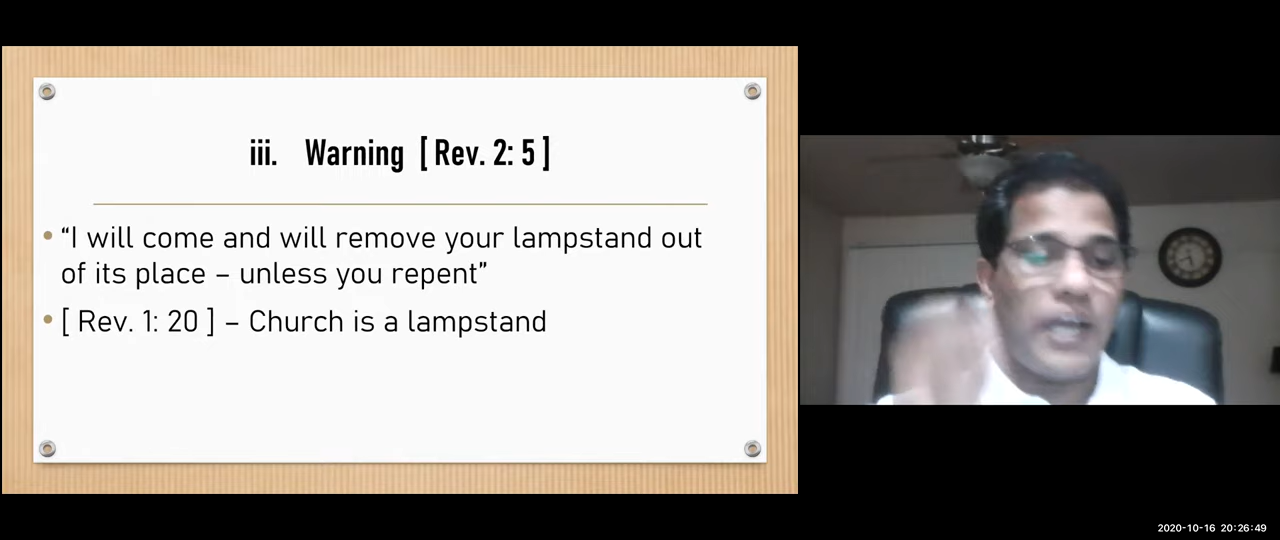 iii. Warning [ Rev. 2: 5 ]
• “I will come and will remove your lampstand out
of its place – unless you repent”
• [ Rev. 1: 20 ] – Church is a lampstand
2020-10-16 20:26:49